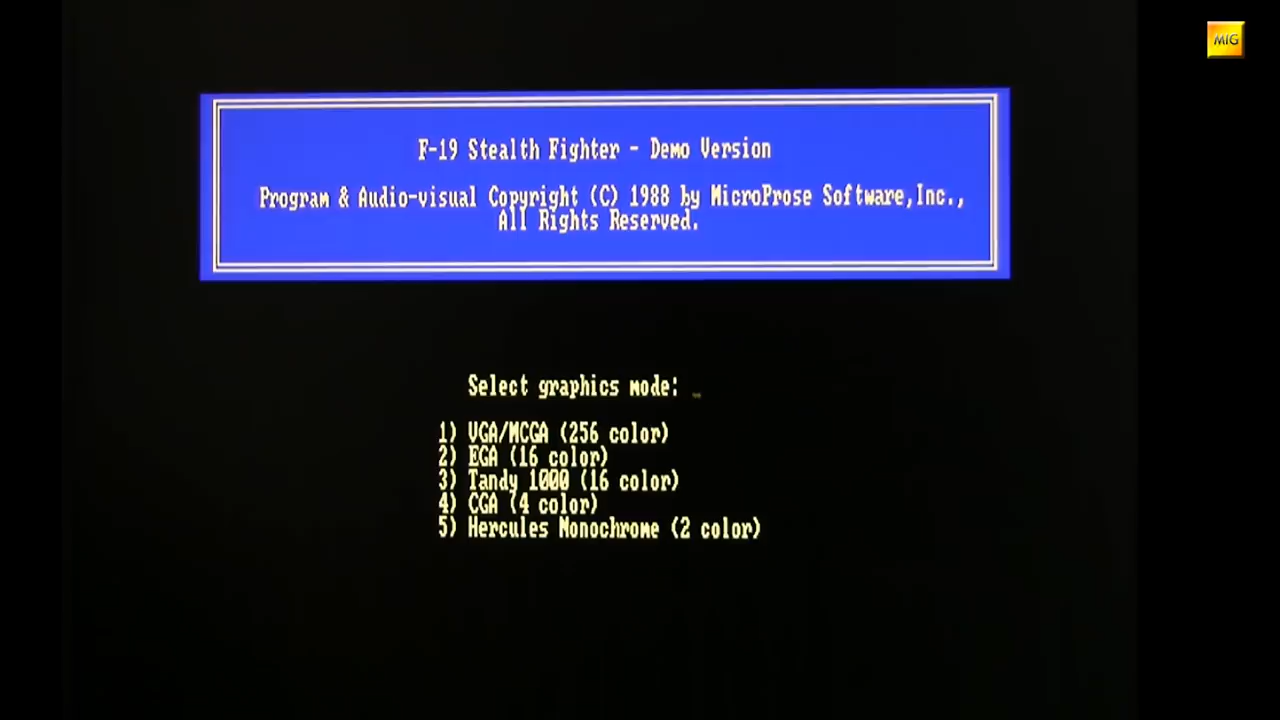 MIG
F-19 Stealth Fighter - Demo Version
Program & Audio-visual Copyright (C) 1988 by MicroProse Software,Inc.,
All Rights Reserved.
Select graphics mode: _
1) VGA/MCGA (256 color)
2) EGA (16 color)
3) Tandy 1000 (16 color)
4) CGA (4 color)
5) Hercules Monochrome (2 color)